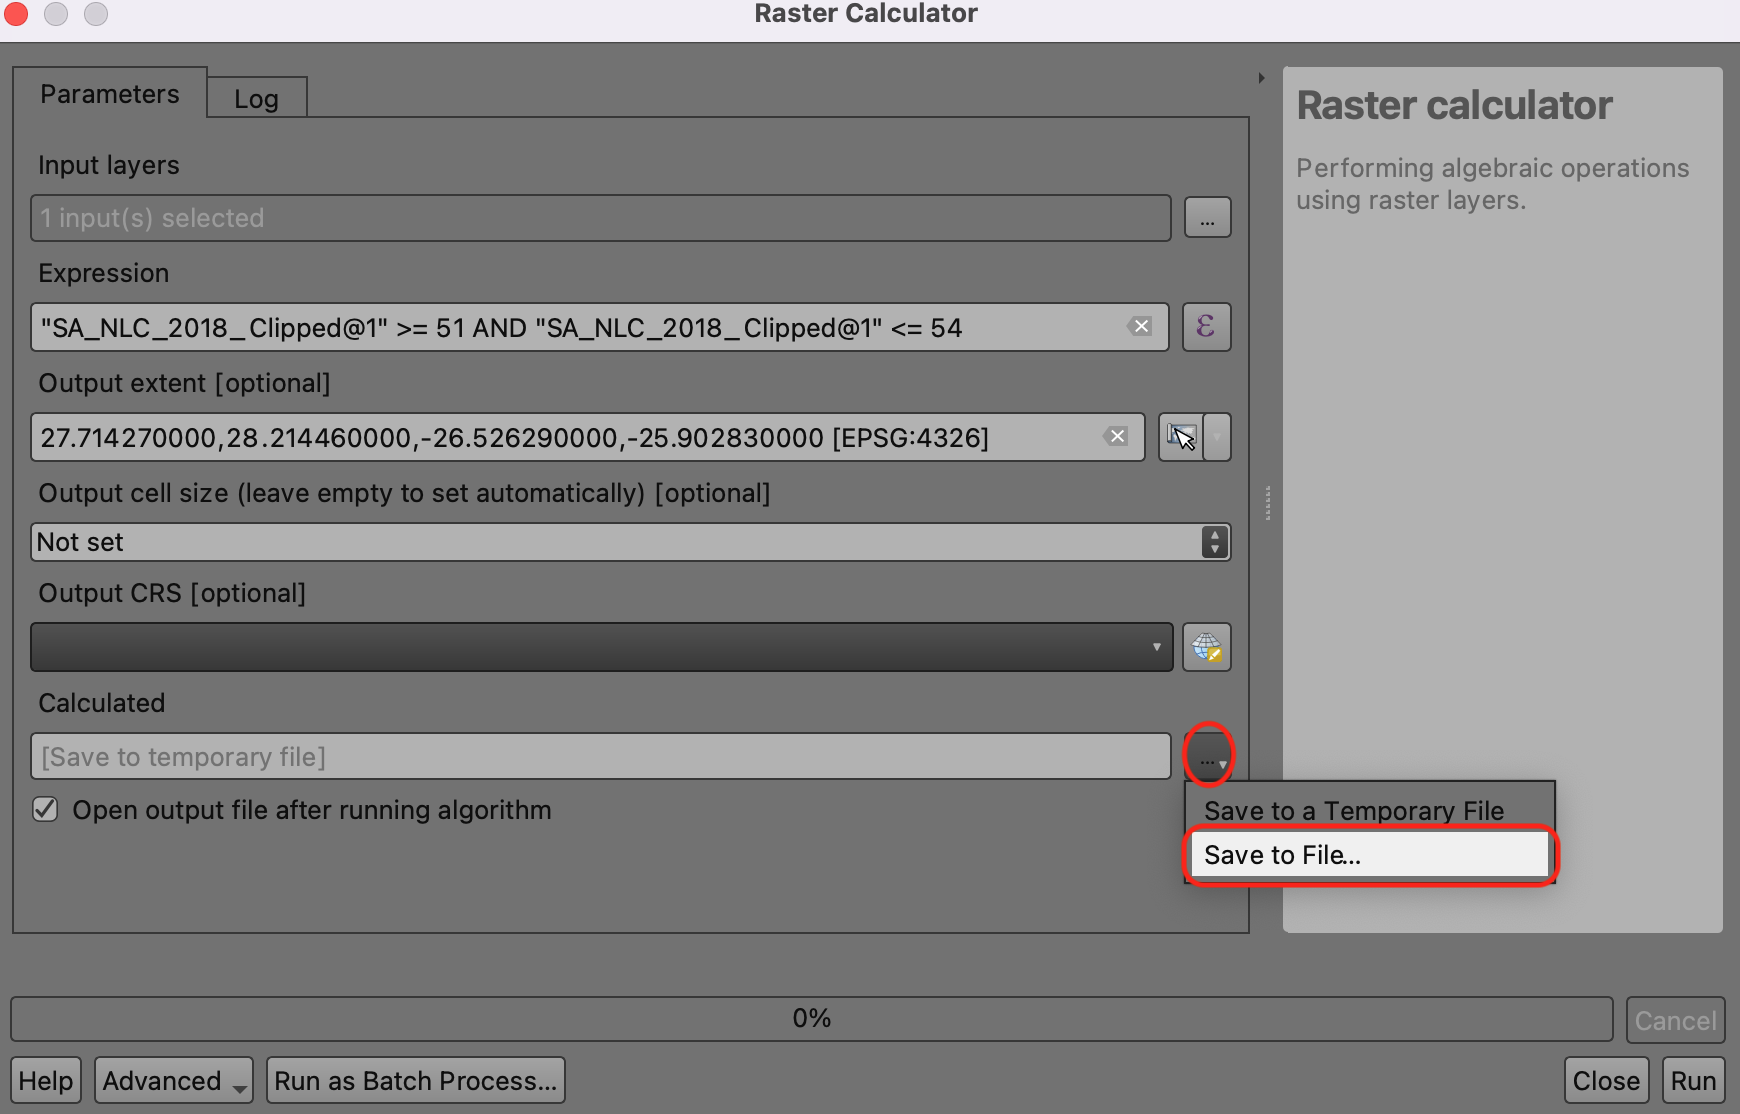 Raster Calculator
Parameters
Log
Input layers
1 input(s) selected
...
Expression
"SA_NLC_2018_Clipped@1" >= 51 AND "SA_NLC_2018_Clipped@1" <= 54
ε
Output extent [optional]
27.714270000,28.214460000,-26.526290000,-25.902830000 [EPSG:4326]
Output cell size (leave empty to set automatically) [optional]
Not set
Output CRS [optional]
Calculated
[Save to temporary file]
...
Open output file after running algorithm
Save to a Temporary File
Save to File...
Raster calculator
Performing algebraic operations
using raster layers.
0%
Cancel
Help
Advanced
Run as Batch Process...
Close
Run